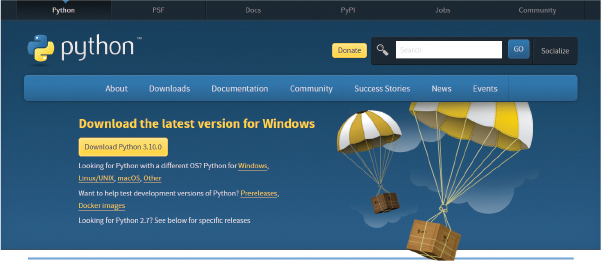 Python PSF Docs PyPI Jobs Community
python™
Donate Search GO Socialize
About Downloads Documentation Community Success Stories News Events
Download the latest version for Windows
Download Python 3.10.0
Looking for Python with a different OS? Python for Windows,
Linux/UNIX, macOS, Other
Want to help test development versions of Python? Prereleases,
Docker images
Looking for Python 2.7? See below for specific releases